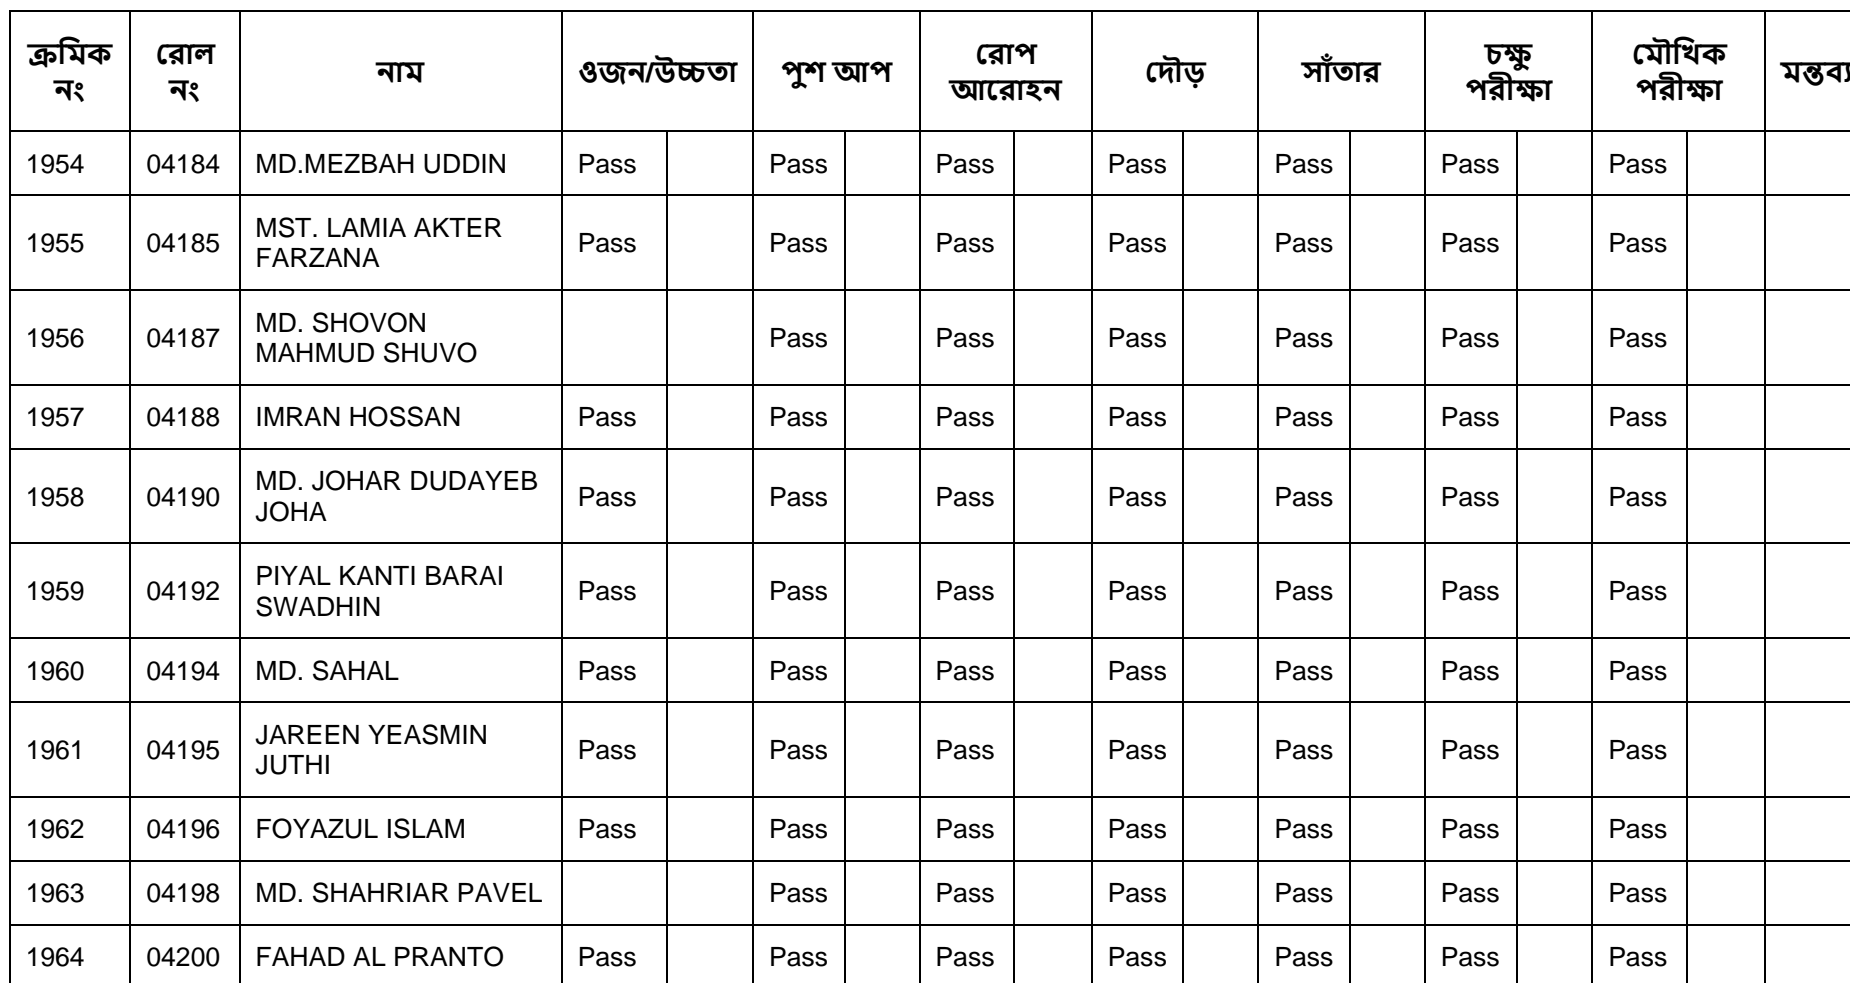 ক্রমিক নং রোল নং নাম ওজন/উচ্চতা পুশ আপ রোপ আরোহন দৌড় সাঁতার চক্ষু পরীক্ষা মৌখিক পরীক্ষা মন্তব্য
1954 04184 MD.MEZBAH UDDIN Pass Pass Pass Pass Pass Pass Pass
1955 04185 MST. LAMIA AKTER FARZANA Pass Pass Pass Pass Pass Pass Pass
1956 04187 MD. SHOVON MAHMUD SHUVO Pass Pass Pass Pass Pass Pass
1957 04188 IMRAN HOSSAN Pass Pass Pass Pass Pass Pass Pass
1958 04190 MD. JOHAR DUDAYEB JOHA Pass Pass Pass Pass Pass Pass Pass
1959 04192 PIYAL KANTI BARAI SWADHIN Pass Pass Pass Pass Pass Pass Pass
1960 04194 MD. SAHAL Pass Pass Pass Pass Pass Pass Pass
1961 04195 JAREEN YEASMIN JUTHI Pass Pass Pass Pass Pass Pass Pass
1962 04196 FOYAZUL ISLAM Pass Pass Pass Pass Pass Pass Pass
1963 04198 MD. SHAHRIAR PAVEL Pass Pass Pass Pass Pass Pass
1964 04200 FAHAD AL PRANTO Pass Pass Pass Pass Pass Pass Pass